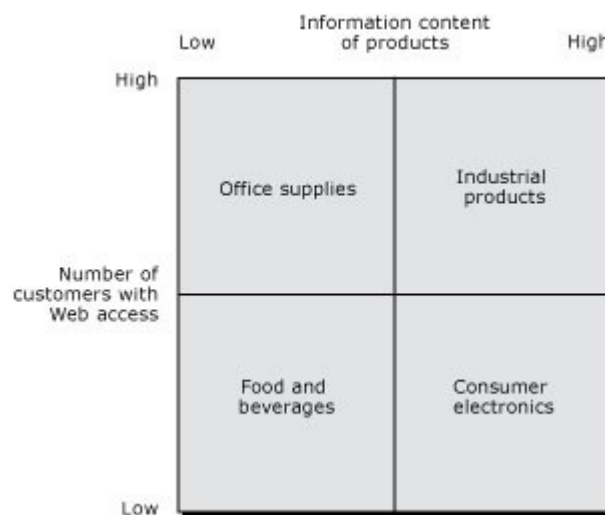 Information content
of products
Low
High
High
Office supplies
Industrial
products
Number of
customers with
Web access
Food and
beverages
Consumer
electronics
Low